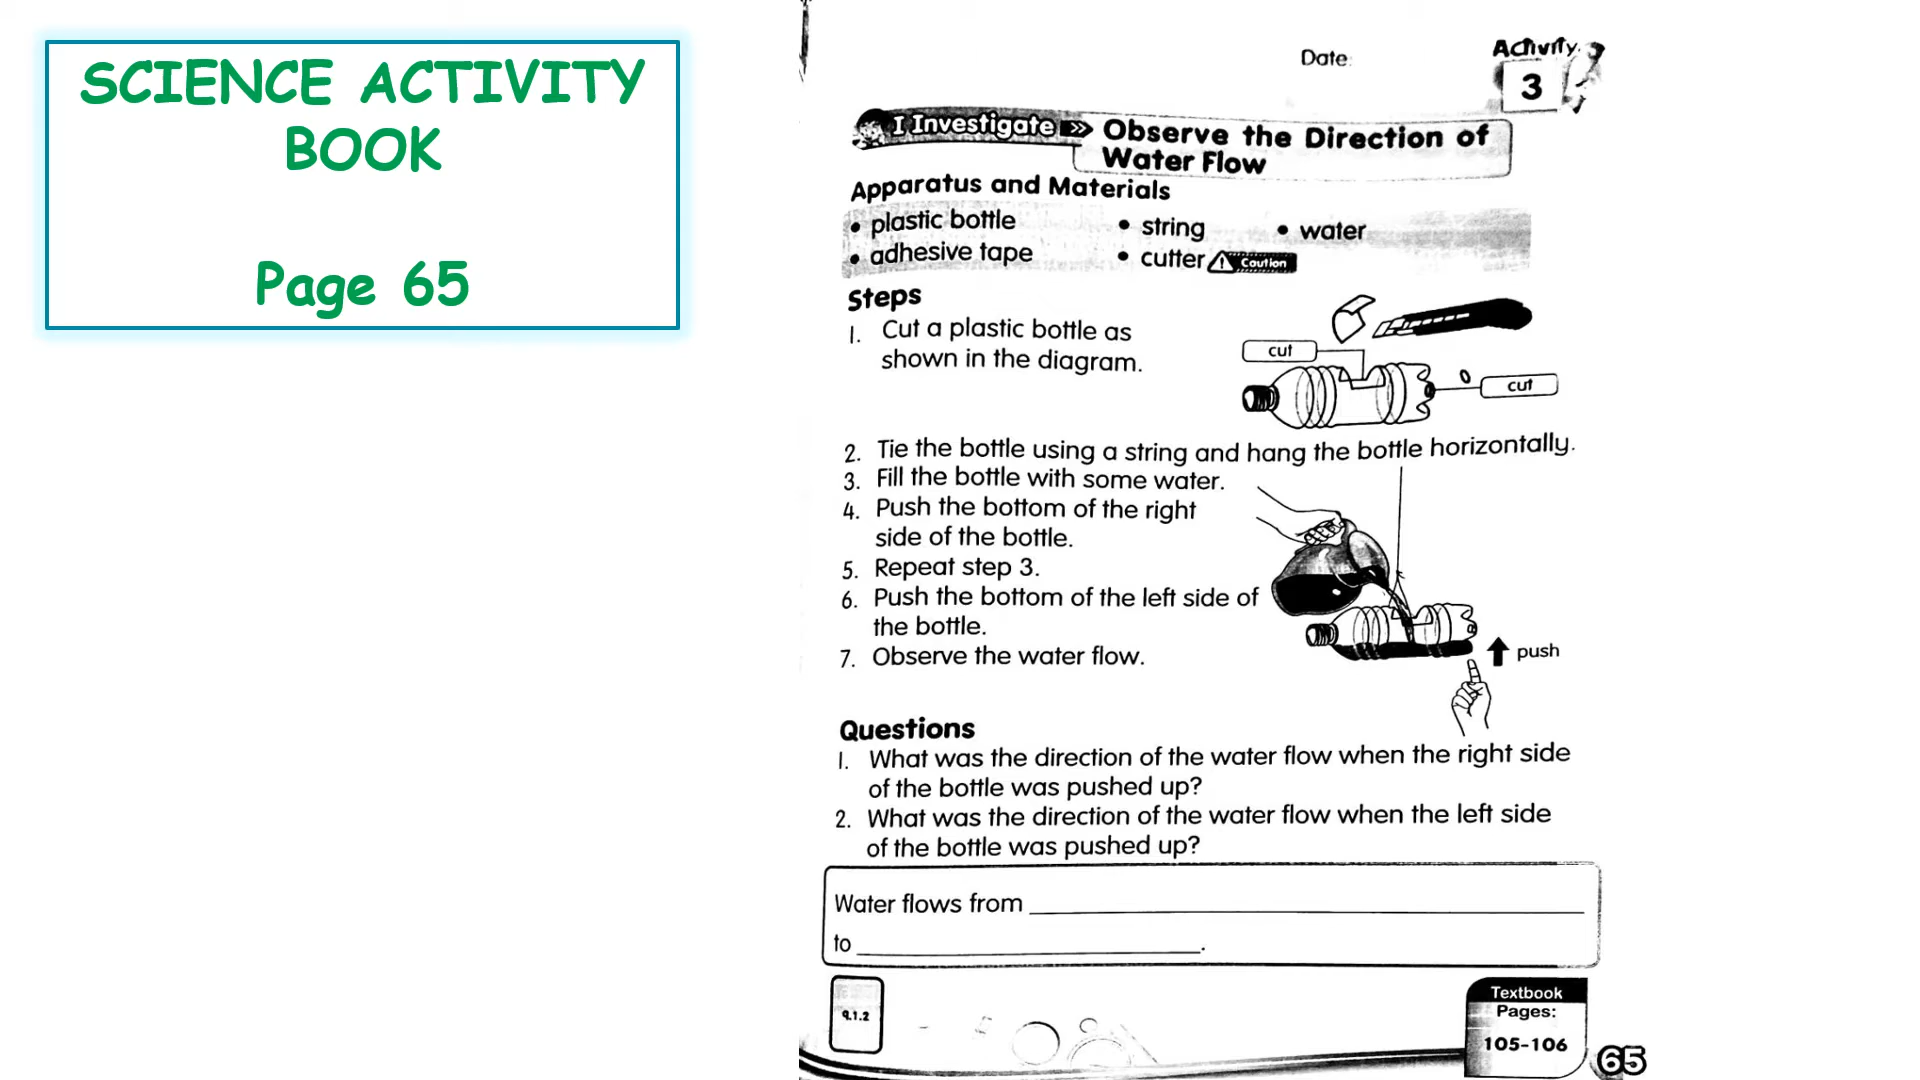 SCIENCE ACTIVITY
BOOK
Page 65
Date:
Activity
3
I Investigate
Observe the Direction of
Water Flow
Apparatus and Materials
• plastic bottle
• string
• water
• adhesive tape
• cutter Caution
Steps
1. Cut a plastic bottle as
shown in the diagram.
cut
cut
2. Tie the bottle using a string and hang the bottle horizontally.
3. Fill the bottle with some water.
4. Push the bottom of the right
side of the bottle.
5. Repeat step 3.
6. Push the bottom of the left side of
the bottle.
7. Observe the water flow.
push
Questions
1. What was the direction of the water flow when the right side
of the bottle was pushed up?
2. What was the direction of the water flow when the left side
of the bottle was pushed up?
Water flows from
to .
9.1.2
Textbook
Pages:
105-106
65